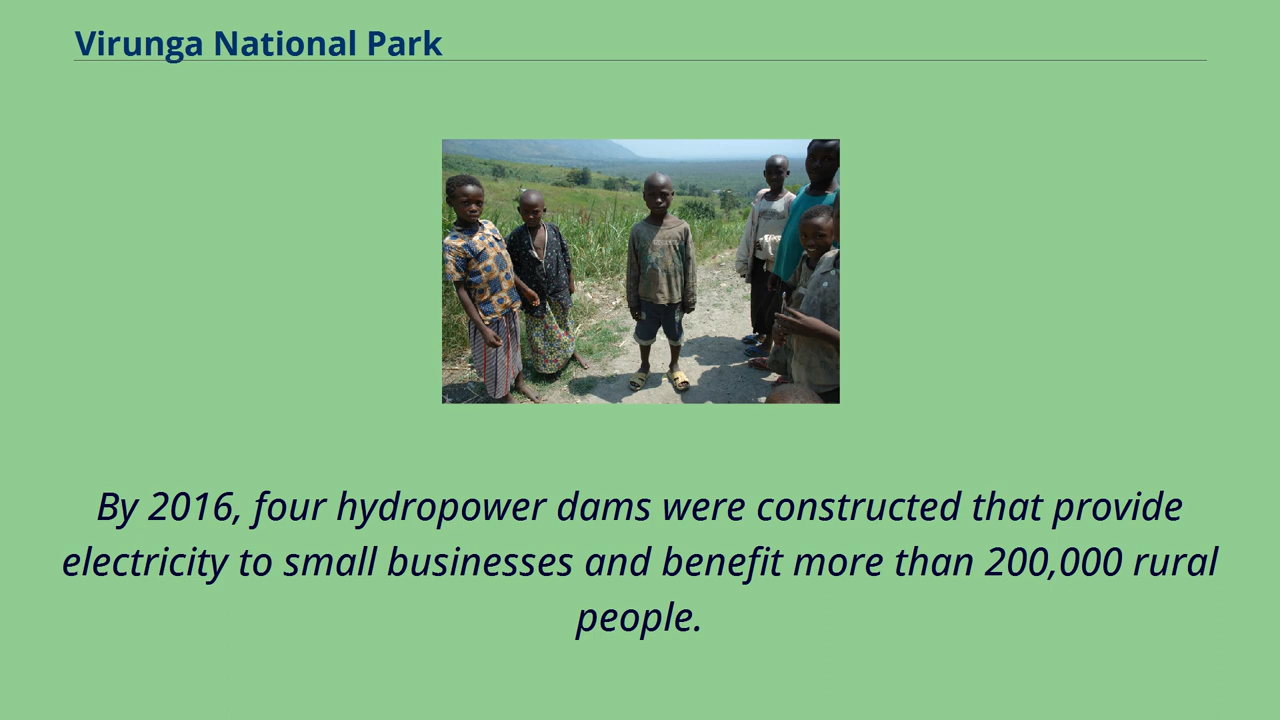 Virunga National Park
By 2016, four hydropower dams were constructed that provide
electricity to small businesses and benefit more than 200,000 rural
people.